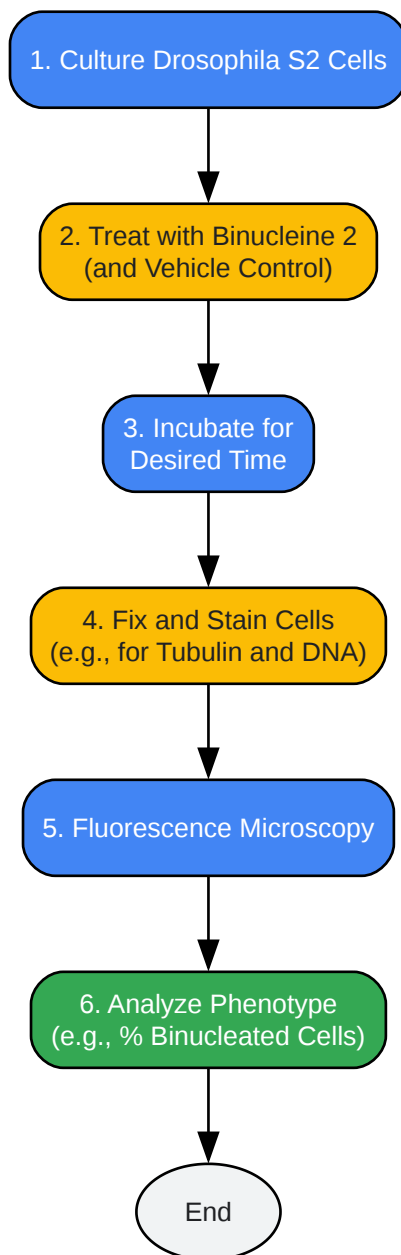 1. Culture Drosophila S2 Cells
2. Treat with Binucleine 2
(and Vehicle Control)
3. Incubate for
Desired Time
4. Fix and Stain Cells
(e.g., for Tubulin and DNA)
5. Fluorescence Microscopy
6. Analyze Phenotype
(e.g., % Binucleated Cells)
End